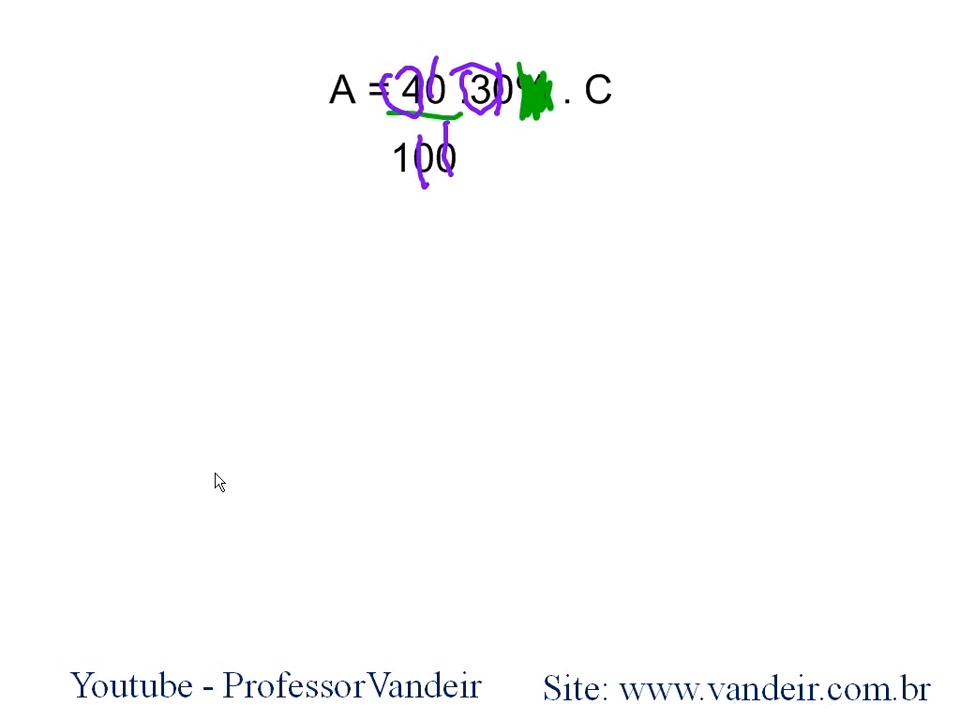 A = 40 .30% . C
100
Youtube - ProfessorVandeir
Site: www.vandeir.com.br